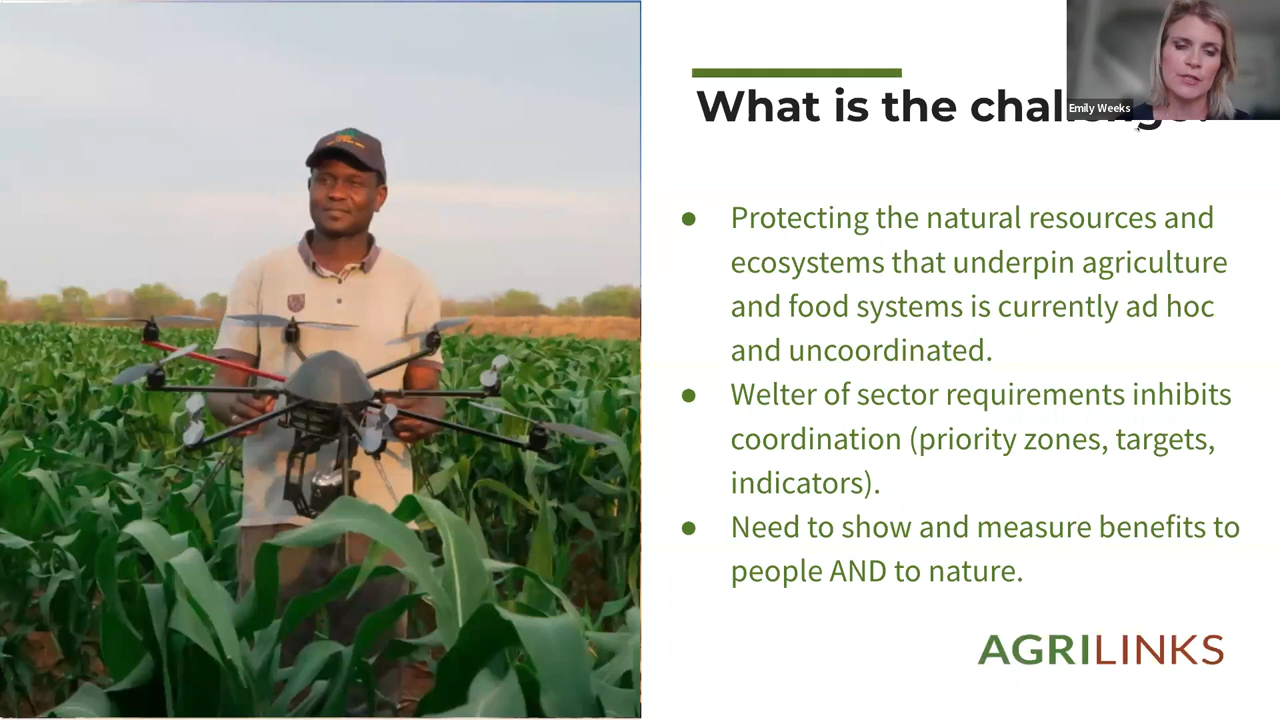 What is the challenge?
Emily Weeks
● Protecting the natural resources and
ecosystems that underpin agriculture
and food systems is currently ad hoc
and uncoordinated.
● Welter of sector requirements inhibits
coordination (priority zones, targets,
indicators).
● Need to show and measure benefits to
people AND to nature.
AGRILINKS